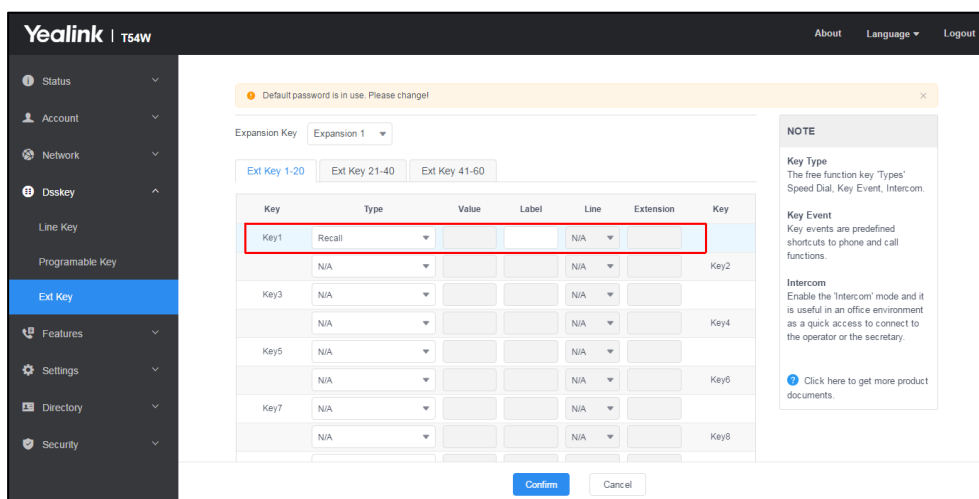 Yealink | T54W
About Language Logout
Status
Account
Network
Dsskey
Line Key
Programable Key
Ext Key
Features
Settings
Directory
Security
Default password is in use. Please change!
Expansion Key Expansion 1
Ext Key 1-20 Ext Key 21-40 Ext Key 41-60
Key Type Value Label Line Extension Key
Key1 Recall N/A
N/A N/A Key2
Key3 N/A N/A
N/A N/A Key4
Key5 N/A N/A
N/A N/A Key6
Key7 N/A N/A
N/A N/A Key8
Confirm Cancel
NOTE
Key Type
The free function key 'Types'
Speed Dial, Key Event, Intercom.
Key Event
Key events are predefined
shortcuts to phone and call
functions.
Intercom
Enable the 'Intercom' mode and it
is useful in an office environment
as a quick access to connect to
the operator or the secretary.
Click here to get more product
documents.